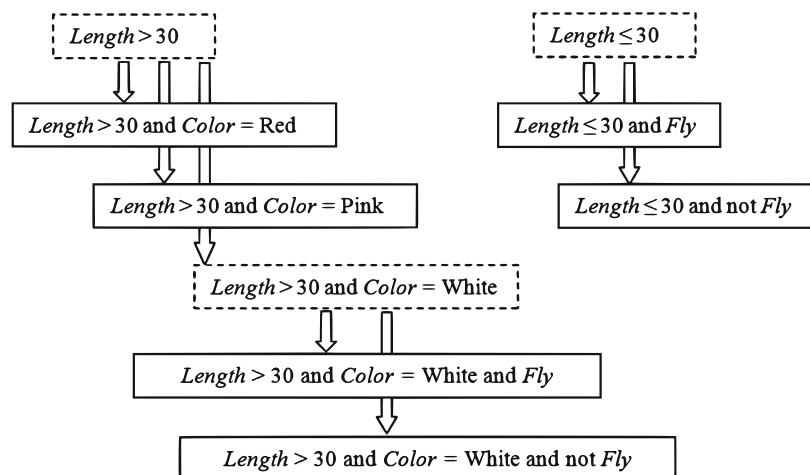 Length > 30
Length ≤ 30
Length > 30 and Color = Red
Length ≤ 30 and Fly
Length > 30 and Color = Pink
Length ≤ 30 and not Fly
Length > 30 and Color = White
Length > 30 and Color = White and Fly
Length > 30 and Color = White and not Fly